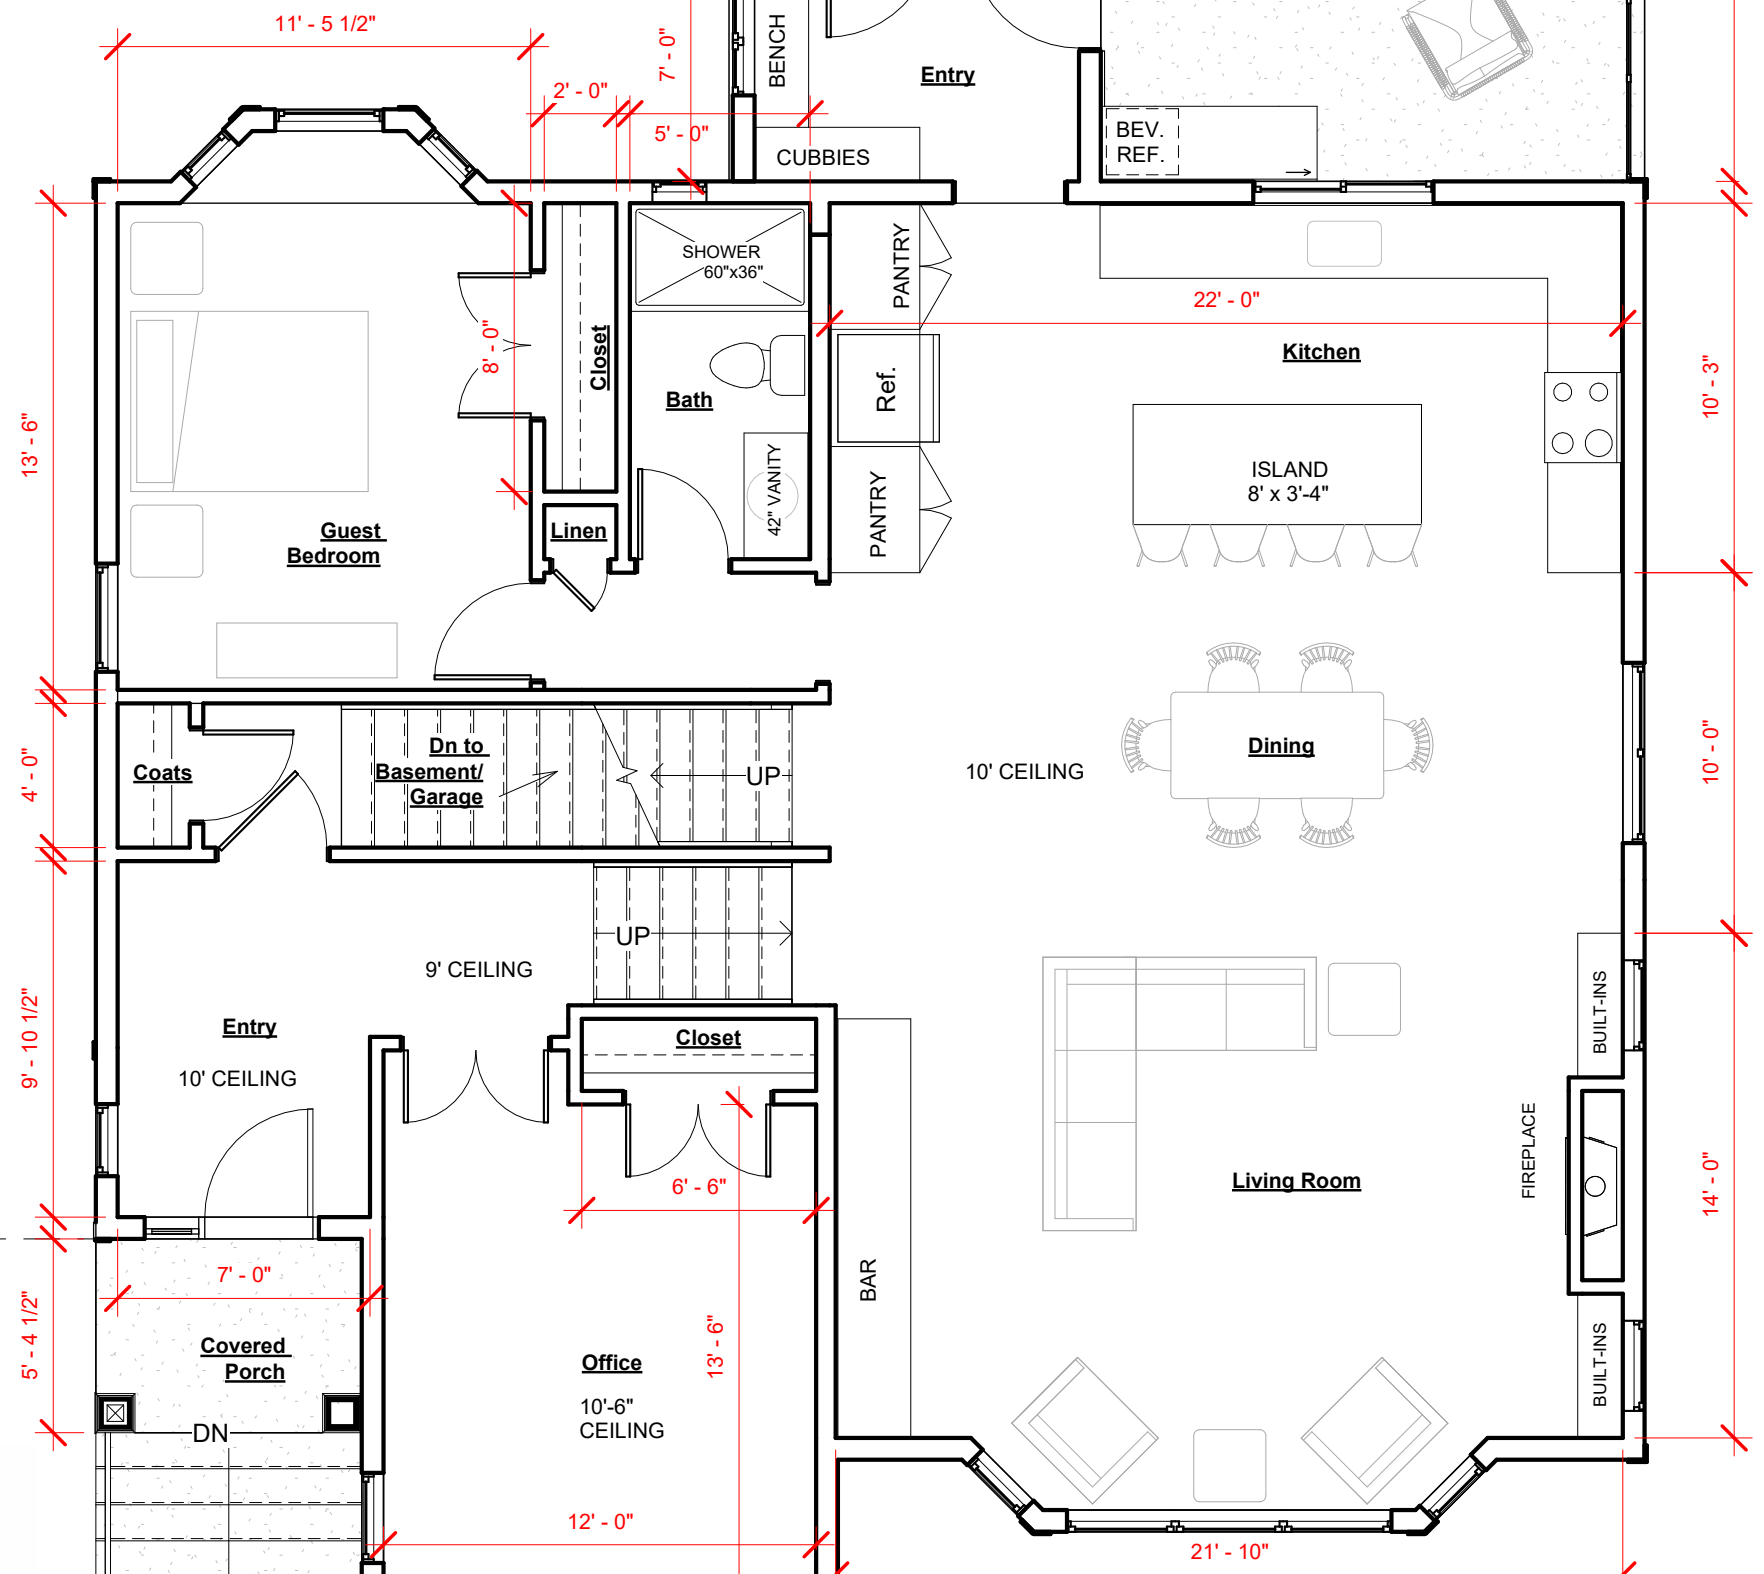 11' - 5 1/2"
7' - 0"
BENCH
Entry
2' - 0"
5' - 0"
CUBBIES
BEV.
REF.
SHOWER
60"x36"
PANTRY
22' - 0"
Closet
8' - 0"
Kitchen
Bath
Ref.
10' - 3"
13' - 6"
ISLAND
8' x 3'-4"
42" VANITY
PANTRY
Guest
Bedroom
Linen
Coats
4' - 0"
Dn to
Basement/
Garage
UP
10' CEILING
Dining
10' - 0"
UP
9' CEILING
Entry
10' CEILING
9' - 10 1/2"
Closet
BUILT-INS
FIREPLACE
6' - 6"
Living Room
14' - 0"
7' - 0"
BAR
5' - 4 1/2"
Covered
Porch
13' - 6"
Office
10'-6"
CEILING
BUILT-INS
DN
12' - 0"
21' - 10"